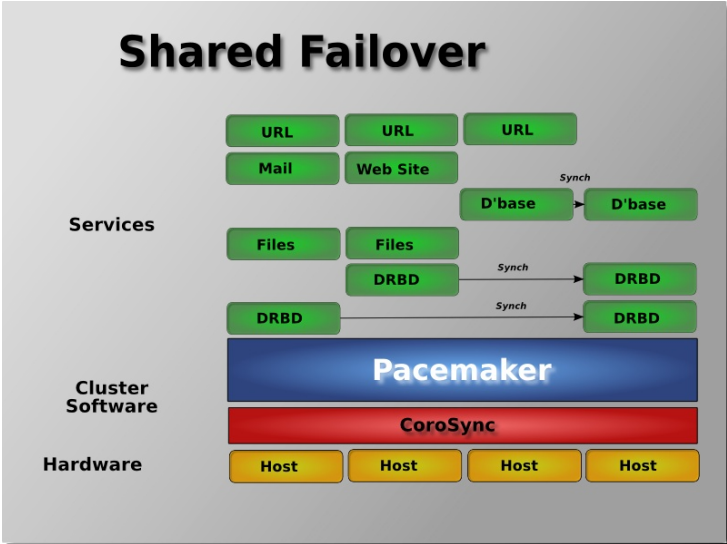 Shared Failover
URL URL URL
Mail Web Site
Synch
D'base D'base
Services
Files Files
Synch
DRBD DRBD
Synch
DRBD DRBD
Pacemaker
Cluster
Software
CoroSync
Hardware Host Host Host Host